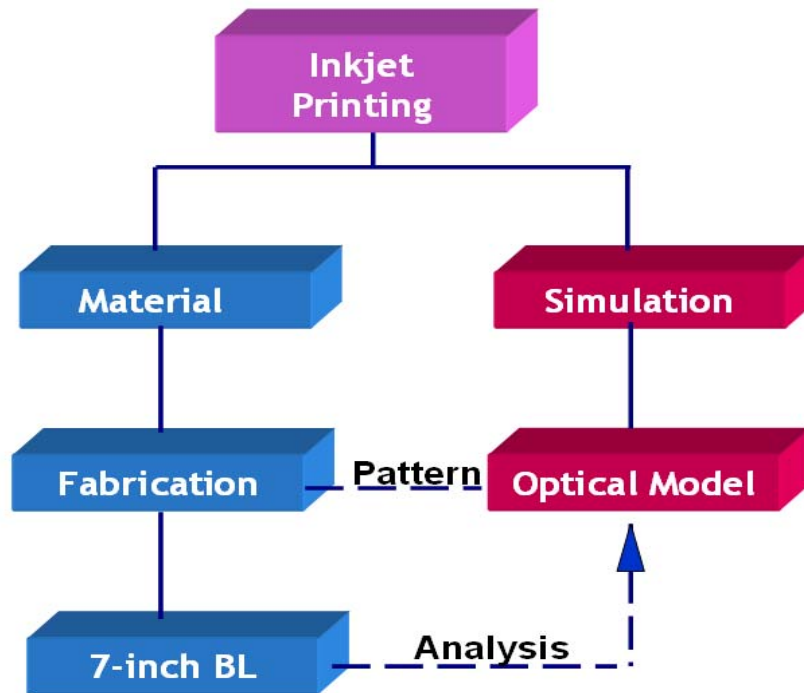 Inkjet
Printing
Material
Simulation
Fabrication
Pattern
Optical Model
7-inch BL
Analysis